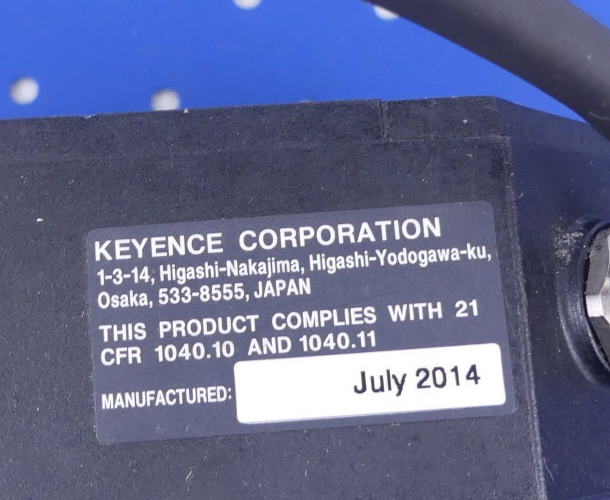 KEYENCE CORPORATION
1-3-14, Higashi-Nakajima, Higashi-Yodogawa-ku,
Osaka, 533-8555, JAPAN
THIS PRODUCT COMPLIES WITH 21
CFR 1040.10 AND 1040.11
MANUFACTURED: July 2014